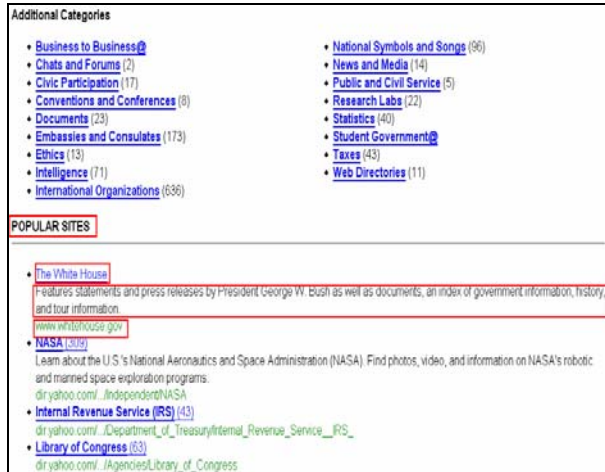 Additional Categories
Business to Business@
Chats and Forums (2)
Civic Participation (17)
Conventions and Conferences (8)
Documents (23)
Embassies and Consulates (173)
Ethics (13)
Intelligence (71)
International Organizations (636)
National Symbols and Songs (96)
News and Media (14)
Public and Civil Service (5)
Research Labs (22)
Statistics (40)
Student Government@
Taxes (43)
Web Directories (11)
POPULAR SITES
The White House
Features statements and press releases by President George W. Bush as well as documents, an index of government information, history,
and tour information.
www.whitehouse.gov
NASA (309)
Learn about the U.S.'s National Aeronautics and Space Administration (NASA). Find photos, video, and information on NASA's robotic
and manned space exploration programs.
dir.yahoo.com/../Independent/NASA
Internal Revenue Service (IRS) (43)
dir.yahoo.com/../Department_of_Treasury/Internal_Revenue_Service__IRS_
Library of Congress (63)
dir.yahoo.com/../Agencies/Library_of_Congress